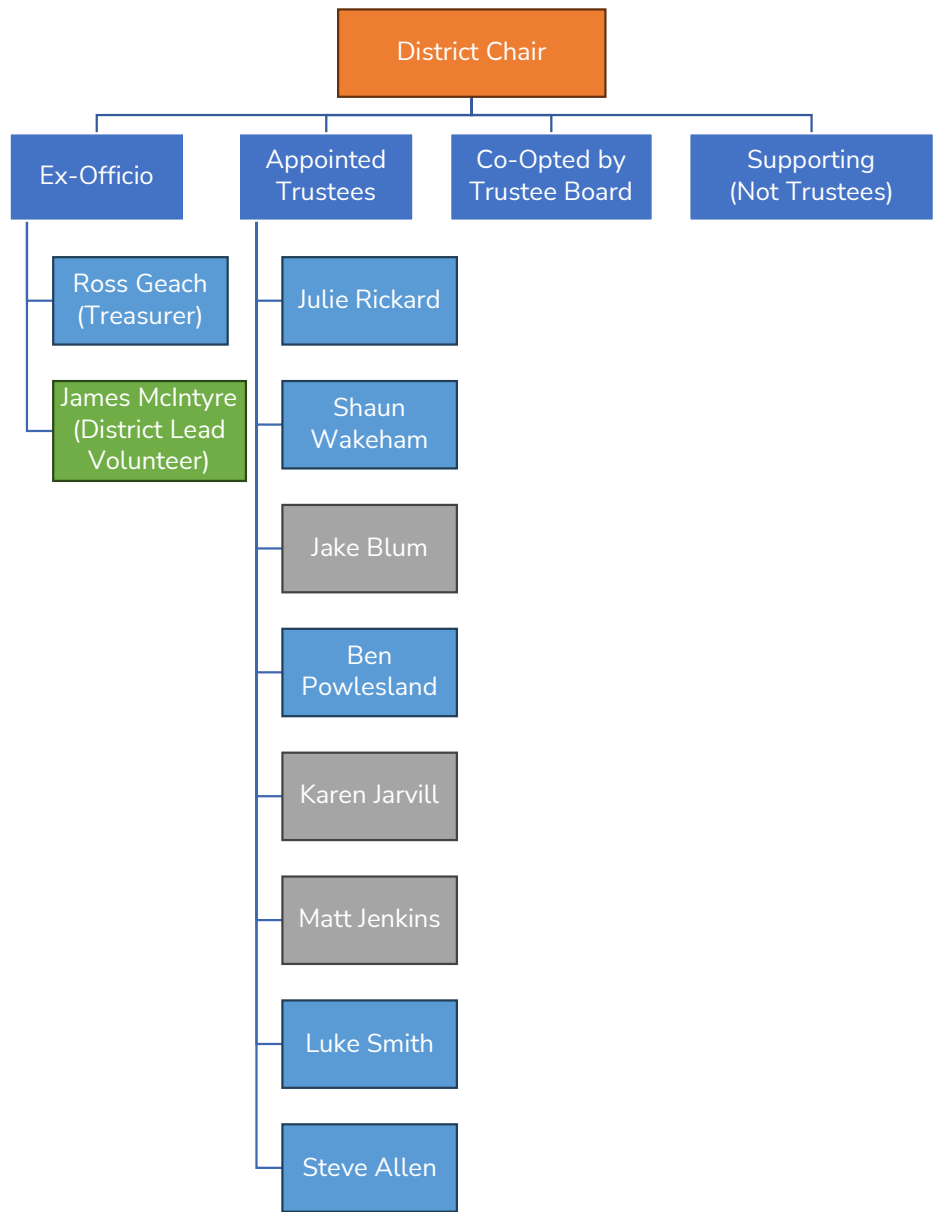 District Chair
Ex-Officio
Appointed
Trustees
Co-Opted by
Trustee Board
Supporting
(Not Trustees)
Ross Geach
(Treasurer)
James McIntyre
(District Lead
Volunteer)
Julie Rickard
Shaun
Wakeham
Jake Blum
Ben
Powlesland
Karen Jarvill
Matt Jenkins
Luke Smith
Steve Allen